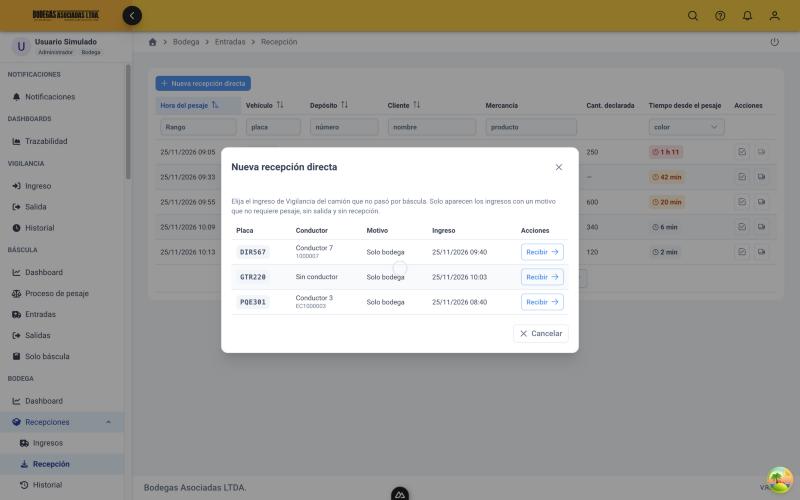 BODEGAS ASOCIADAS LTDA.
U
Usuario Simulado
Administrador Bodega
Bodega > Entradas > Recepción
NOTIFICACIONES
Notificaciones
DASHBOARDS
Trazabilidad
VIGILANCIA
Ingreso
Salida
Historial
BÁSCULA
Dashboard
Proceso de pesaje
Entradas
Salidas
Solo báscula
BODEGA
Dashboard
Recepciones
Ingresos
Recepción
Historial
+ Nueva recepción directa
Hora del pesaje Vehículo Depósito Cliente Mercancía Cant. declarada Tiempo desde el pesaje Acciones
Rango placa número nombre producto color
25/11/2026 09:05 250 1 h 11
25/11/2026 09:33 – 42 min
25/11/2026 09:55 600 20 min
25/11/2026 10:09 340 6 min
25/11/2026 10:13 120 2 min
Nueva recepción directa
Elija el ingreso de Vigilancia del camión que no pasó por báscula. Solo aparecen los ingresos con un motivo
que no requiere pesaje, sin salida y sin recepción.
Placa Conductor Motivo Ingreso Acciones
DIR567 Conductor 7 Solo bodega 25/11/2026 09:40 Recibir →
1000007
GTR220 Sin conductor Solo bodega 25/11/2026 10:03 Recibir →
PQE301 Conductor 3 Solo bodega 25/11/2026 08:40 Recibir →
EC1000003
Cancelar
Bodegas Asociadas LTDA.